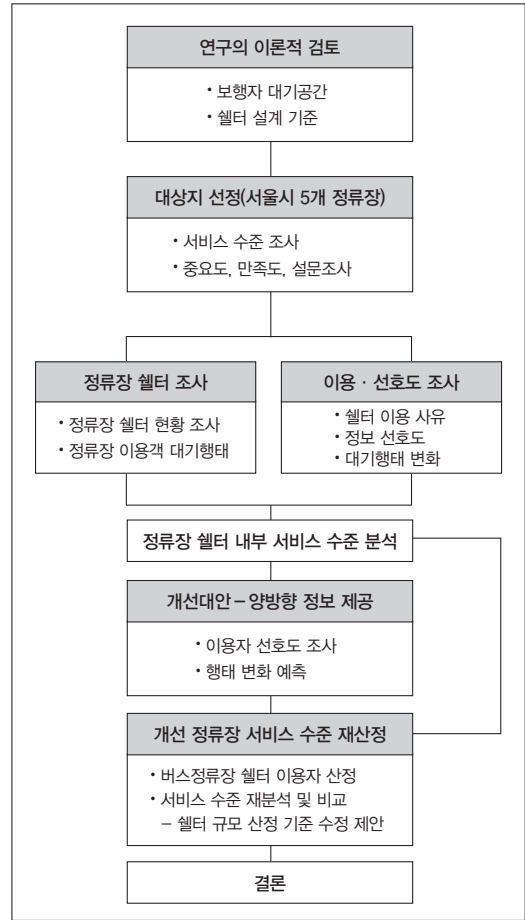 연구의 이론적 검토
• 보행자 대기공간
• 쉘터 설계 기준
대상지 선정(서울시 5개 정류장)
• 서비스 수준 조사
• 중요도, 만족도, 설문조사
정류장 쉘터 조사
• 정류장 쉘터 현황 조사
• 정류장 이용객 대기행태
이용 · 선호도 조사
• 쉘터 이용 사유
• 정보 선호도
• 대기행태 변화
정류장 쉘터 내부 서비스 수준 분석
개선대안 – 양방향 정보 제공
• 이용자 선호도 조사
• 행태 변화 예측
개선 정류장 서비스 수준 재산정
• 버스정류장 쉘터 이용자 산정
• 서비스 수준 재분석 및 비교
– 쉘터 규모 산정 기준 수정 제안
결론